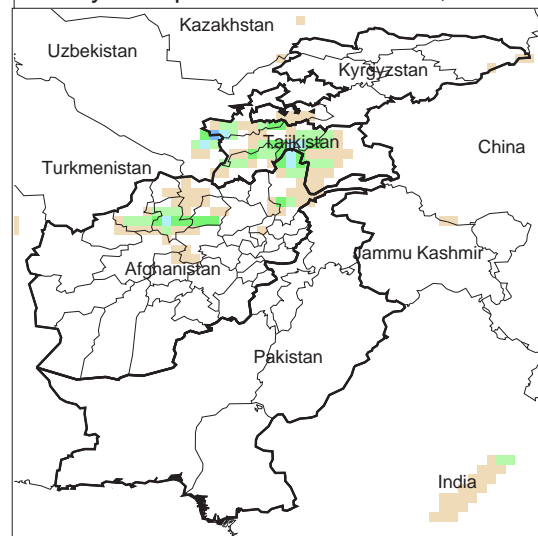 Kazakhstan
Uzbekistan
Kyrgyzstan
Tajikistan
China
Turkmenistan
Jammu Kashmir
Afghanistan
Pakistan
India